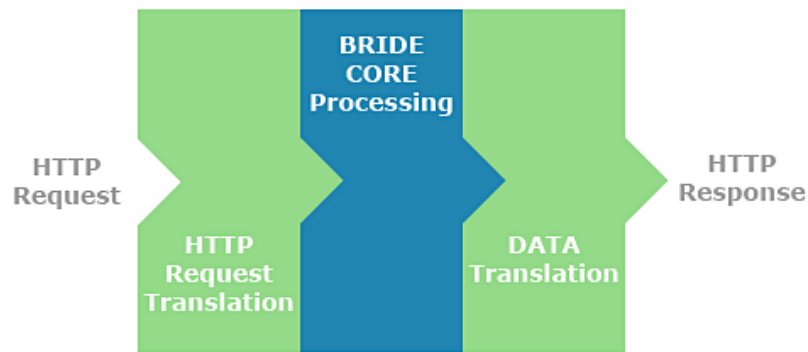 HTTP
Request
HTTP
Request
Translation
BRIDE
CORE
Processing
DATA
Translation
HTTP
Response